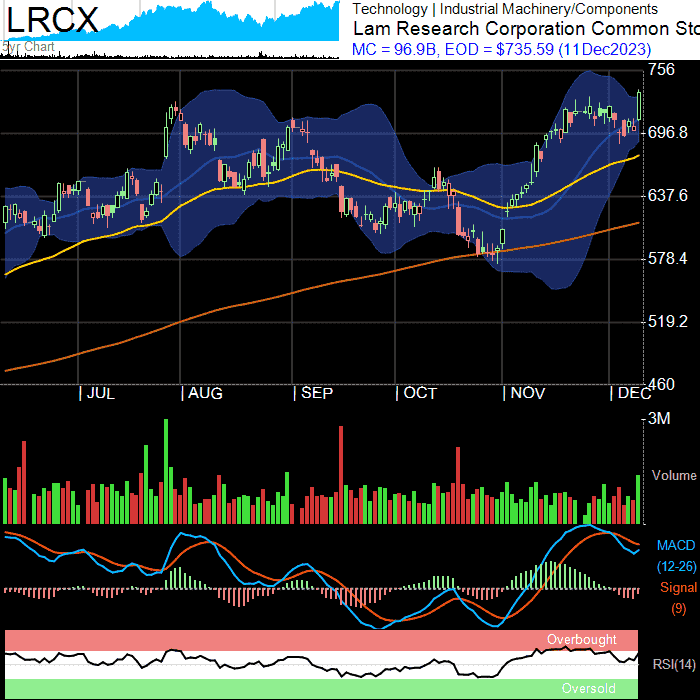 LRCX
5yr Chart
Technology | Industrial Machinery/Components
Lam Research Corporation Common Sto
MC = 96.9B, EOD = $735.59 (11Dec2023)
756
696.8
637.6
578.4
519.2
460
JUL
AUG
SEP
OCT
NOV
DEC
3M
Volume
MACD
(12-26)
Signal
(9)
Overbought
RSI(14)
Oversold